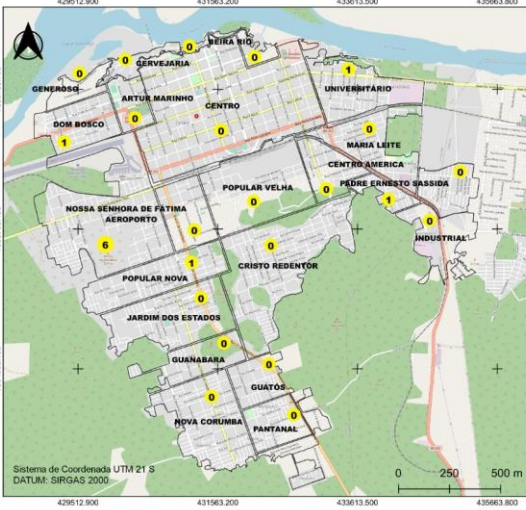 429512.900 431563.200 433613.500 435663.800
BEIRA RIO
0
0
0
CERVEJARIA
0
GENEROSO
1
UNIVERSITÁRIO
ARTUR MARINHO
CENTRO
DOM BOSCO
0
0
0
1
MARIA LEITE
CENTRO AMERICA
0
POPULAR VELHA
0
PADRE ERNESTO SASSIDA
1
0
NOSSA SENHORA DE FÁTIMA
AEROPORTO
0
0
INDUSTRIAL
6
0
1
CRISTO REDENTOR
POPULAR NOVA
0
JARDIM DOS ESTADOS
0
GUANABARA
0
GUATÓS
0
0
NOVA CORUMBA
PANTANAL
Sistema de Coordenada UTM 21 S
DATUM: SIRGAS 2000
0 250 500 m
429512.900 431563.200 433613.500 435663.800